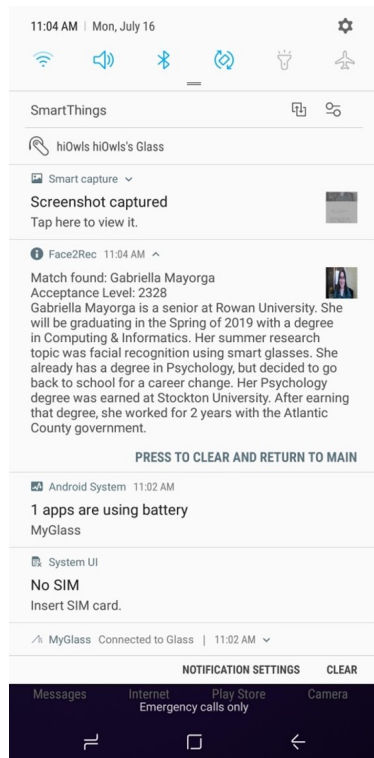 11:04 AM | Mon, July 16
SmartThings
hiOwls hiOwls's Glass
Smart capture
Screenshot captured
Tap here to view it.
Face2Rec 11:04 AM
Match found: Gabriella Mayorga
Acceptance Level: 2328
Gabriella Mayorga is a senior at Rowan University. She
will be graduating in the Spring of 2019 with a degree
in Computing & Informatics. Her summer research
topic was facial recognition using smart glasses. She
already has a degree in Psychology, but decided to go
back to school for a career change. Her Psychology
degree was earned at Stockton University. After earning
that degree, she worked for 2 years with the Atlantic
County government.
PRESS TO CLEAR AND RETURN TO MAIN
Android System 11:02 AM
1 apps are using battery
MyGlass
System UI
No SIM
Insert SIM card.
MyGlass Connected to Glass | 11:02 AM
NOTIFICATION SETTINGS CLEAR
Messages Internet Play Store Camera
Emergency calls only